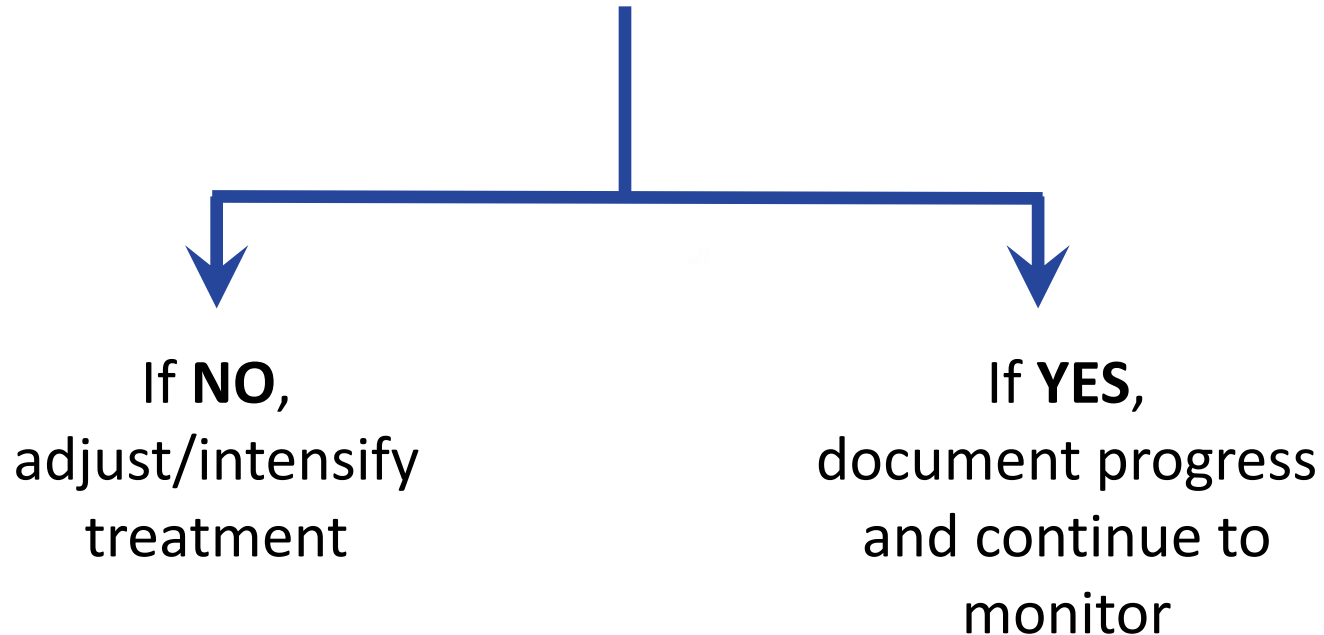 If NO,
adjust/intensify
treatment
If YES,
document progress
and continue to
monitor